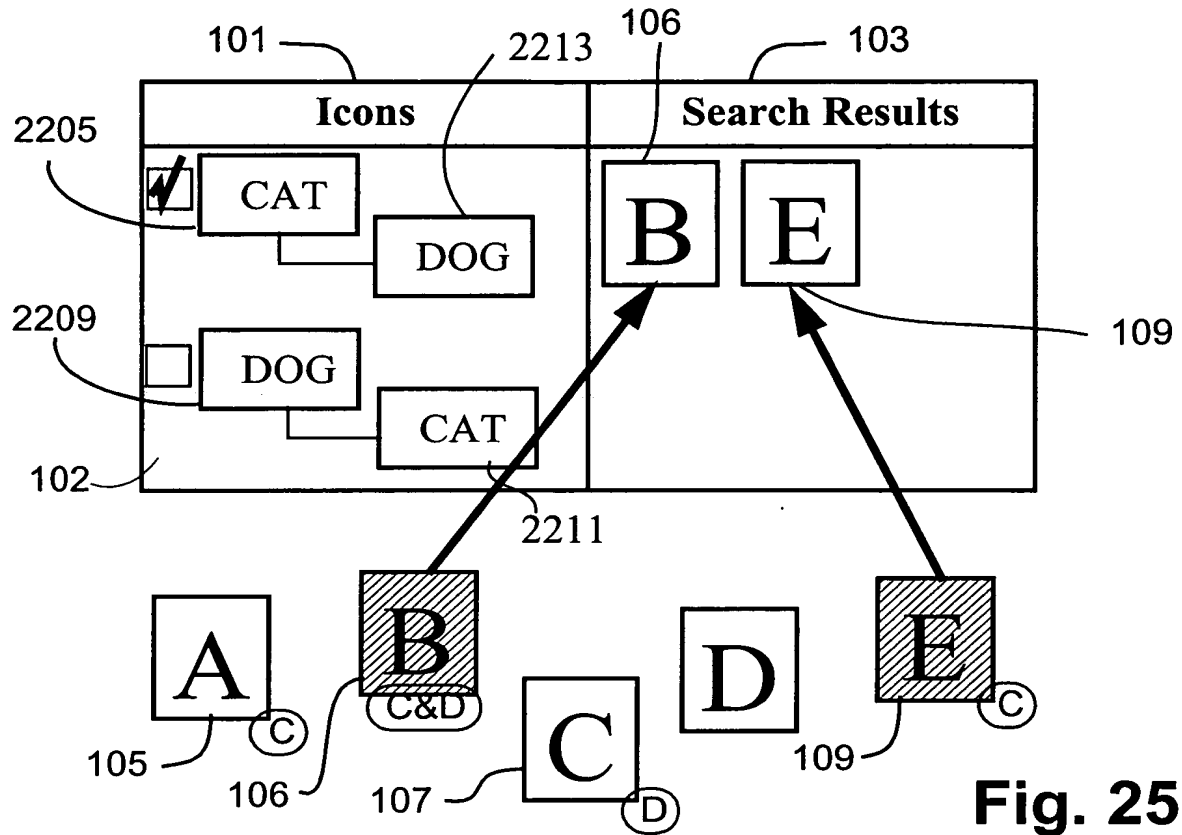 106
101
2213
103
Icons
Search Results
2205
CAT
B
E
DOG
2209
109
DOG
CAT
102
2211
A
B
C
D
E
C
C&D
D
C
105
106
107
109
Fig. 25